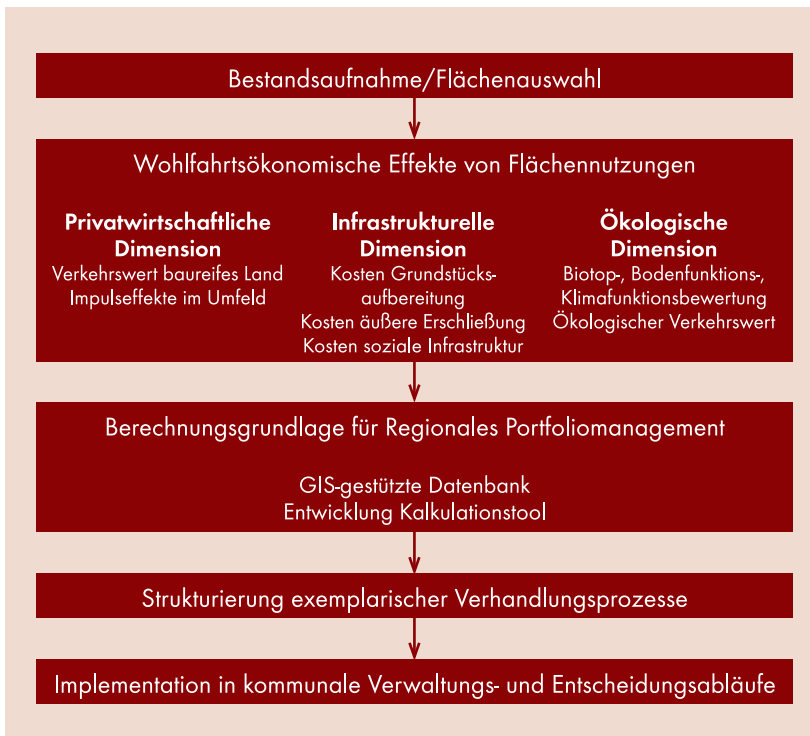 Bestandsaufnahme/Flächenauswahl
Wohlfahrtsökonomische Effekte von Flächennutzungen
Privatwirtschaftliche
Dimension
Verkehrswert baureifes Land
Impulseffekte im Umfeld
Infrastrukturelle
Dimension
Kosten Grundstücks-
aufbereitung
Kosten äußere Erschließung
Kosten soziale Infrastruktur
Ökologische
Dimension
Biotop-, Bodenfunktions-,
Klimafunktionsbewertung
Ökologischer Verkehrswert
Berechnungsgrundlage für Regionales Portfoliomanagement
GIS-gestützte Datenbank
Entwicklung Kalkulationstool
Strukturierung exemplarischer Verhandlungsprozesse
Implementation in kommunale Verwaltungs- und Entscheidungsabläufe